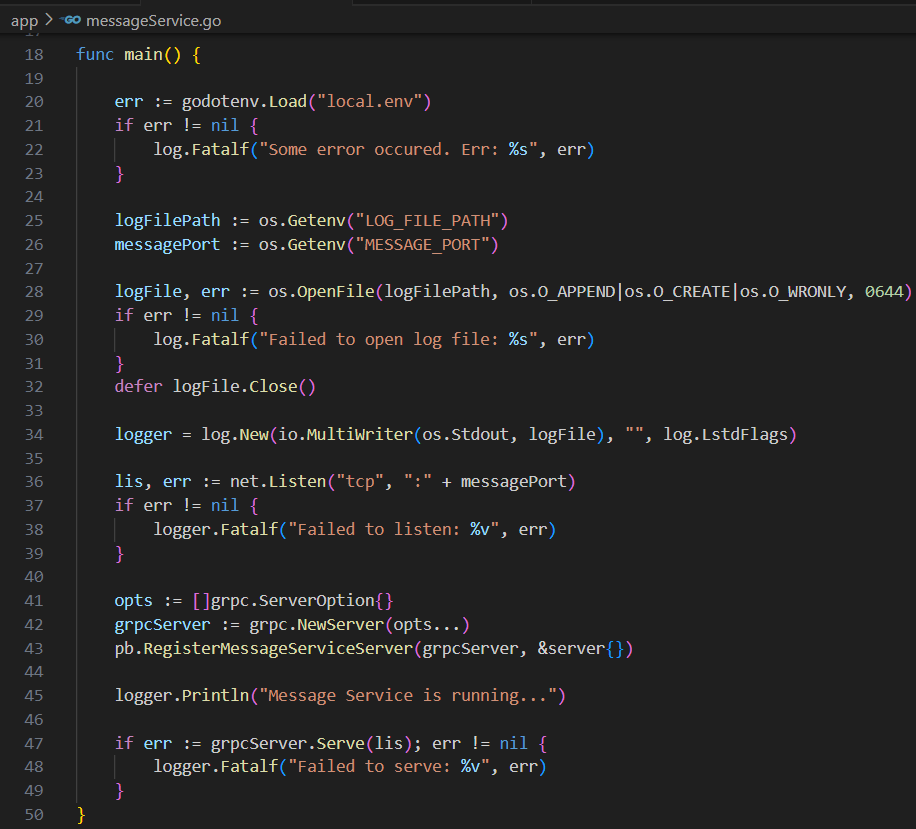 app > GO messageService.go
17
18 func main() {
19
20     err := godotenv.Load("local.env")
21     if err != nil {
22         log.Fatalf("Some error occured. Err: %s", err)
23     }
24
25     logFilePath := os.Getenv("LOG_FILE_PATH")
26     messagePort := os.Getenv("MESSAGE_PORT")
27
28     logFile, err := os.OpenFile(logFilePath, os.O_APPEND|os.O_CREATE|os.O_WRONLY, 0644)
29     if err != nil {
30         log.Fatalf("Failed to open log file: %s", err)
31     }
32     defer logFile.Close()
33
34     logger = log.New(io.MultiWriter(os.Stdout, logFile), "", log.LstdFlags)
35
36     lis, err := net.Listen("tcp", ":" + messagePort)
37     if err != nil {
38         logger.Fatalf("Failed to listen: %v", err)
39     }
40
41     opts := []grpc.ServerOption{}
42     grpcServer := grpc.NewServer(opts...)
43     pb.RegisterMessageServiceServer(grpcServer, &server{})
44
45     logger.Println("Message Service is running...")
46
47     if err := grpcServer.Serve(lis); err != nil {
48         logger.Fatalf("Failed to serve: %v", err)
49     }
50 }